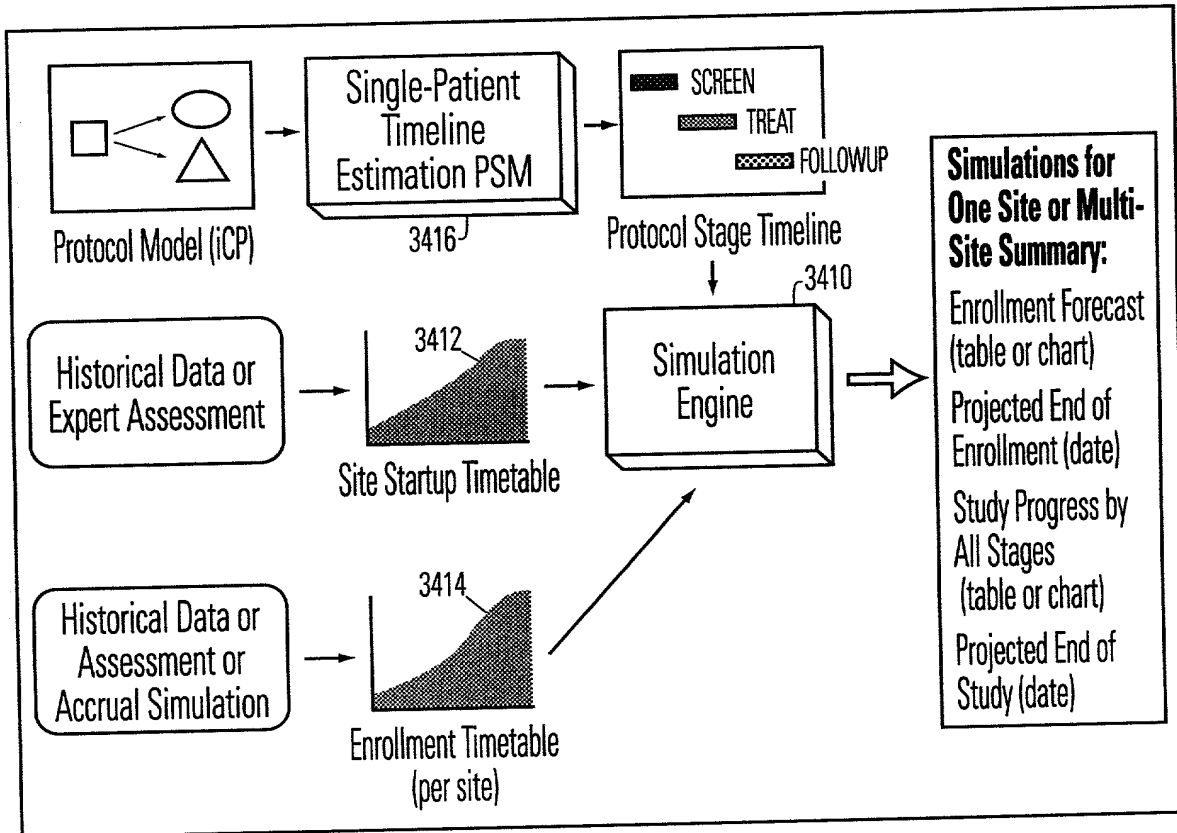 Single-Patient
Timeline
Estimation PSM
SCREEN
TREAT
FOLLOWUP
Protocol Model (iCP)
3416
Protocol Stage Timeline
3410
Historical Data or
Expert Assessment
3412
Site Startup Timetable
Simulation
Engine
Historical Data or
Assessment or
Accrual Simulation
3414
Enrollment Timetable
(per site)
Simulations for
One Site or Multi-
Site Summary:
Enrollment Forecast
(table or chart)
Projected End of
Enrollment (date)
Study Progress by
All Stages
(table or chart)
Projected End of
Study (date)